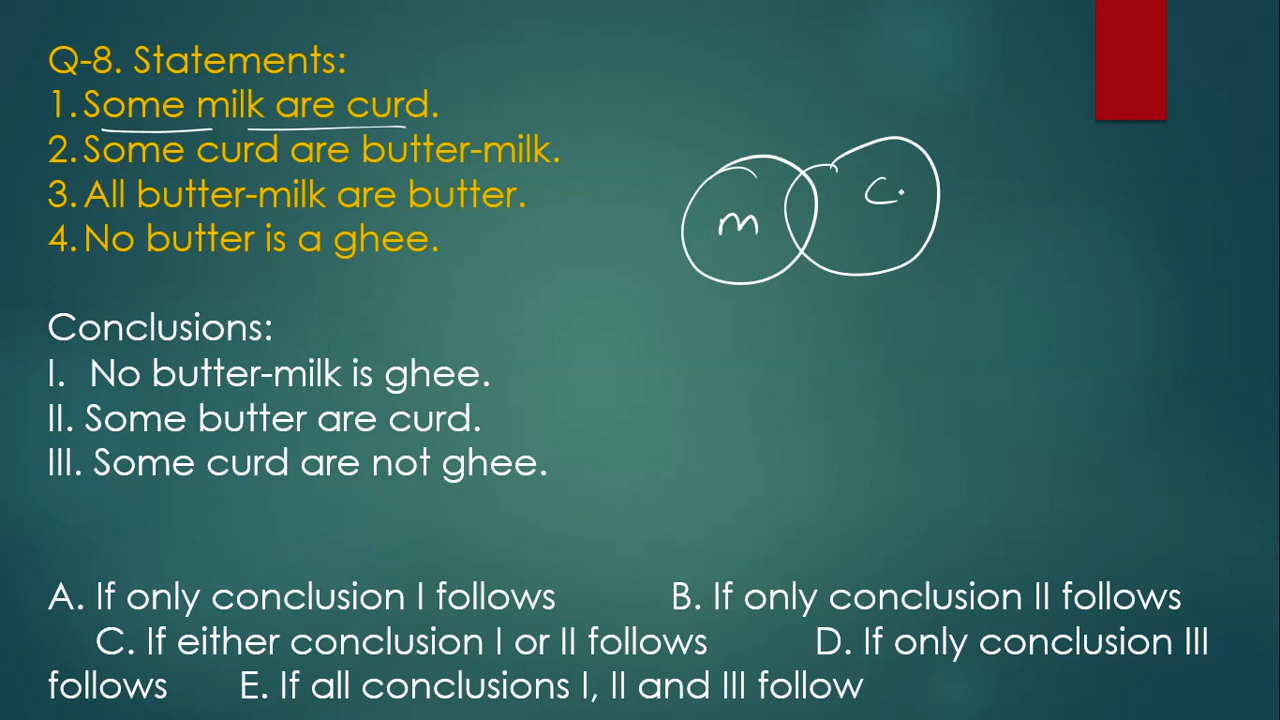 Q-8. Statements:
1. Some milk are curd.
2. Some curd are butter-milk.
3. All butter-milk are butter.
4. No butter is a ghee.
m
C
Conclusions:
I. No butter-milk is ghee.
II. Some butter are curd.
III. Some curd are not ghee.
A. If only conclusion I follows B. If only conclusion II follows
C. If either conclusion I or II follows D. If only conclusion III
follows E. If all conclusions I, II and III follow